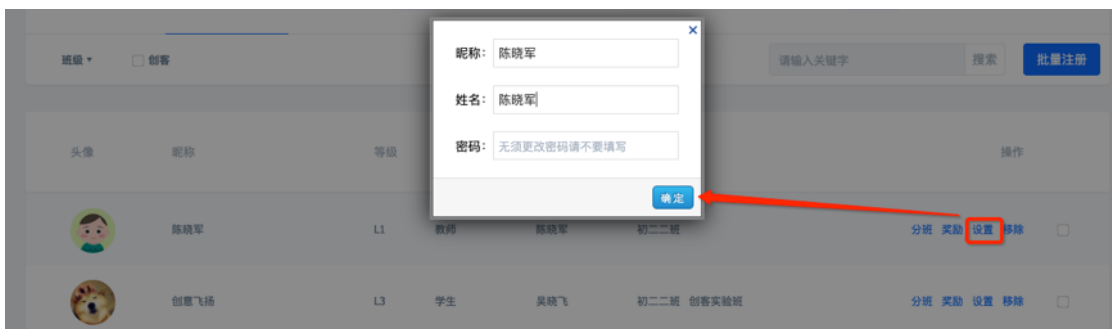 昵称： 陈晓军
×
班级 ▾ 创客 请输入关键字 搜索 批量注册
姓名： 陈晓军
密码： 无须更改密码请不要填写
头像 昵称 等级 操作
确定
陈晓军 L1 教师 陈晓军 初二二班 分班 奖励 设置 移除
创意飞扬 L3 学生 吴晓飞 初二二班 创客实验班 分班 奖励 设置 移除